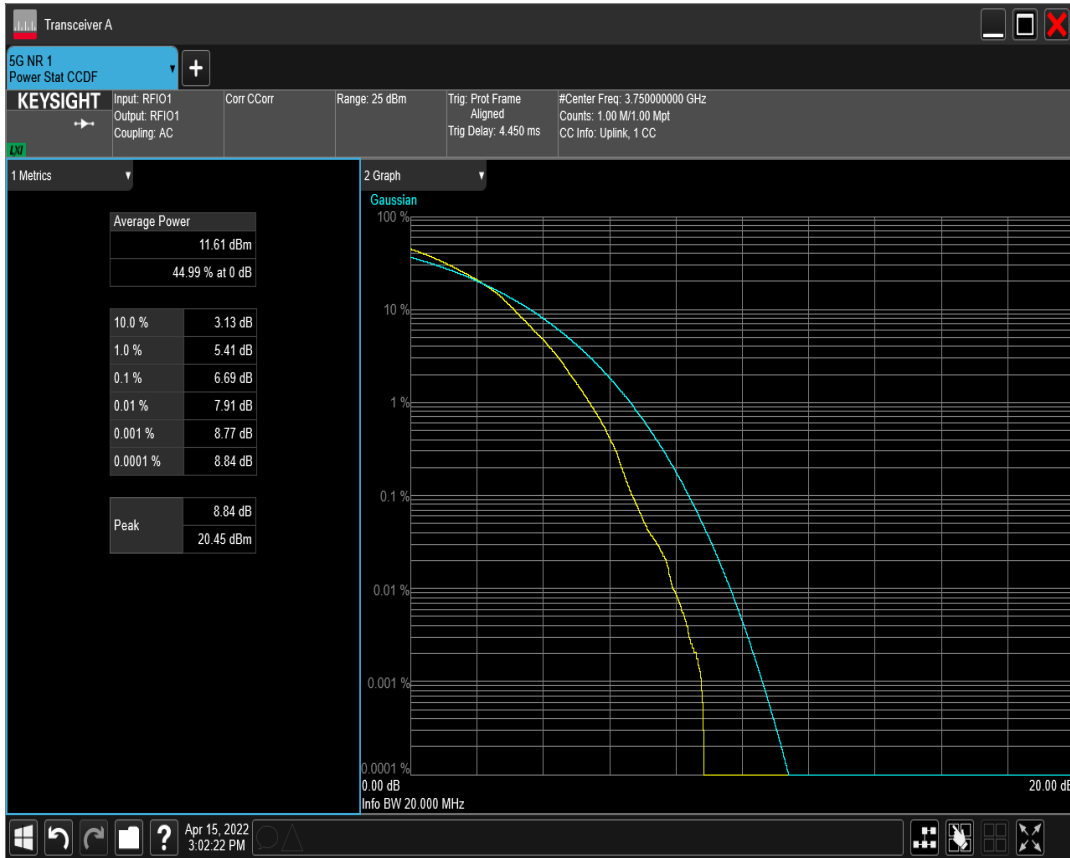 Transceiver A
5G NR 1
Power Stat CCDF
+
KEYSIGHT
LXI
Input: RFIO1
Output: RFIO1
Coupling: AC
Corr CCorr
Range: 25 dBm
Trig: Prot Frame
Aligned
Trig Delay: 4.450 ms
#Center Freq: 3.750000000 GHz
Counts: 1.00 M/1.00 Mpt
CC Info: Uplink, 1 CC
1 Metrics
Average Power
11.61 dBm
44.99 % at 0 dB
10.0 % 3.13 dB
1.0 % 5.41 dB
0.1 % 6.69 dB
0.01 % 7.91 dB
0.001 % 8.77 dB
0.0001 % 8.84 dB
Peak
8.84 dB
20.45 dBm
2 Graph
Gaussian
100 %
10 %
1 %
0.1 %
0.01 %
0.001 %
0.0001 %
0.00 dB
20.00 dB
Info BW 20.000 MHz
?
Apr 15, 2022
3:02:22 PM